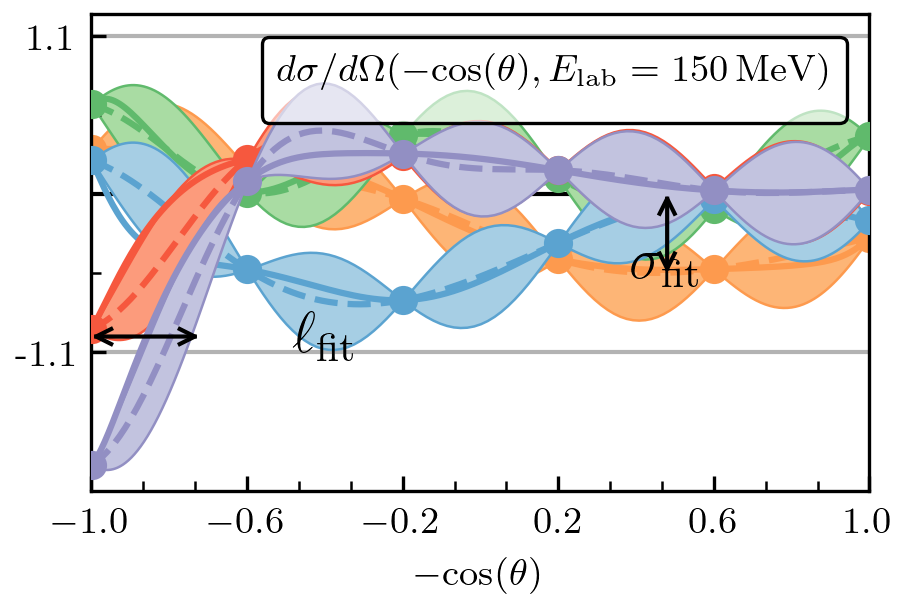 1.1
dσ/dΩ(−cos(θ), E_lab = 150 MeV)
σ_fit
ℓ_fit
-1.1
−1.0 −0.6 −0.2 0.2 0.6 1.0
−cos(θ)